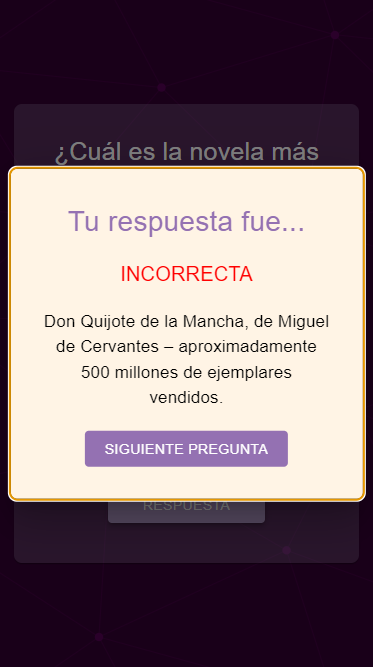 ¿Cuál es la novela más
Tu respuesta fue...
INCORRECTA
Don Quijote de la Mancha, de Miguel
de Cervantes – aproximadamente
500 millones de ejemplares
vendidos.
SIGUIENTE PREGUNTA
RESPUESTA